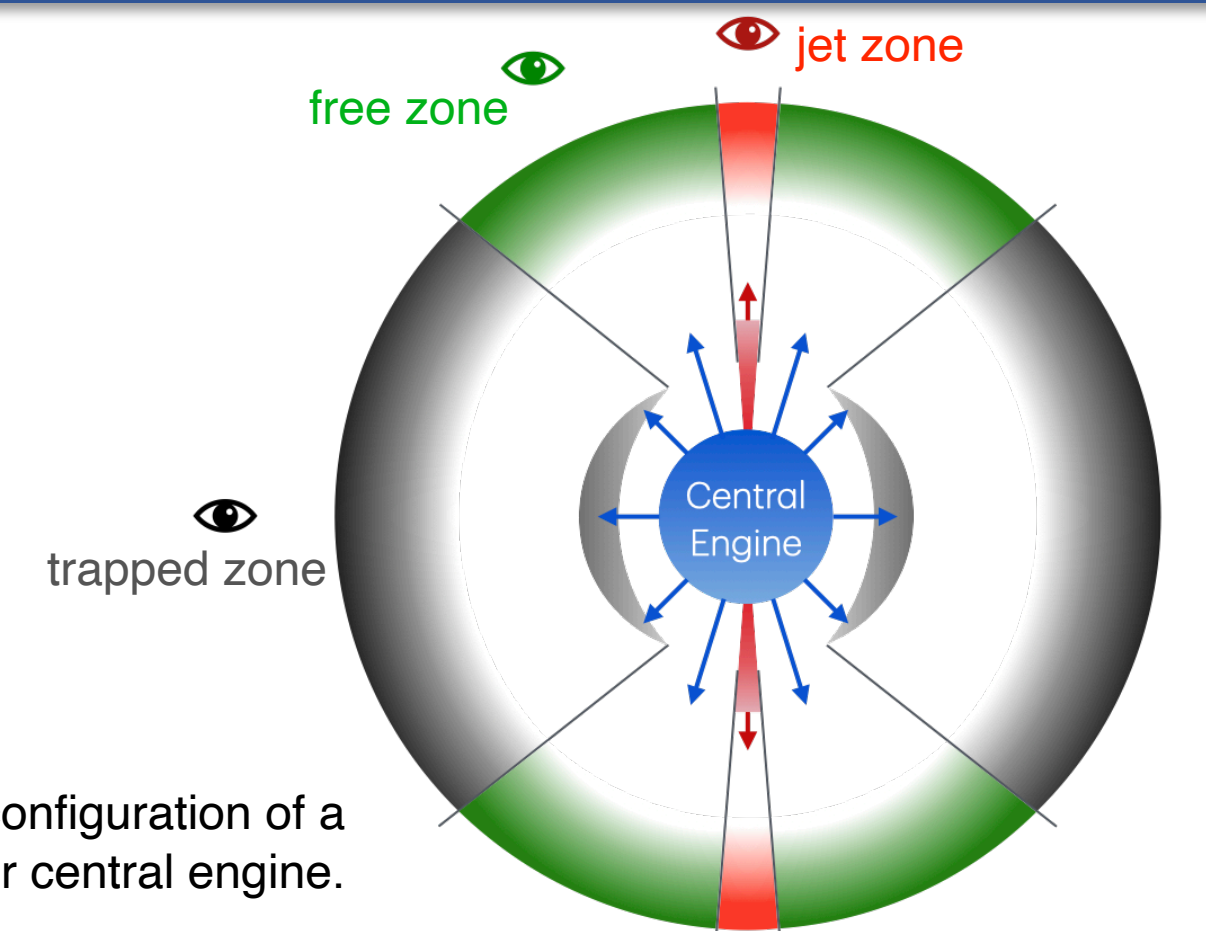 jet zone
free zone
Central
Engine
trapped zone
onfiguration of a
r central engine.